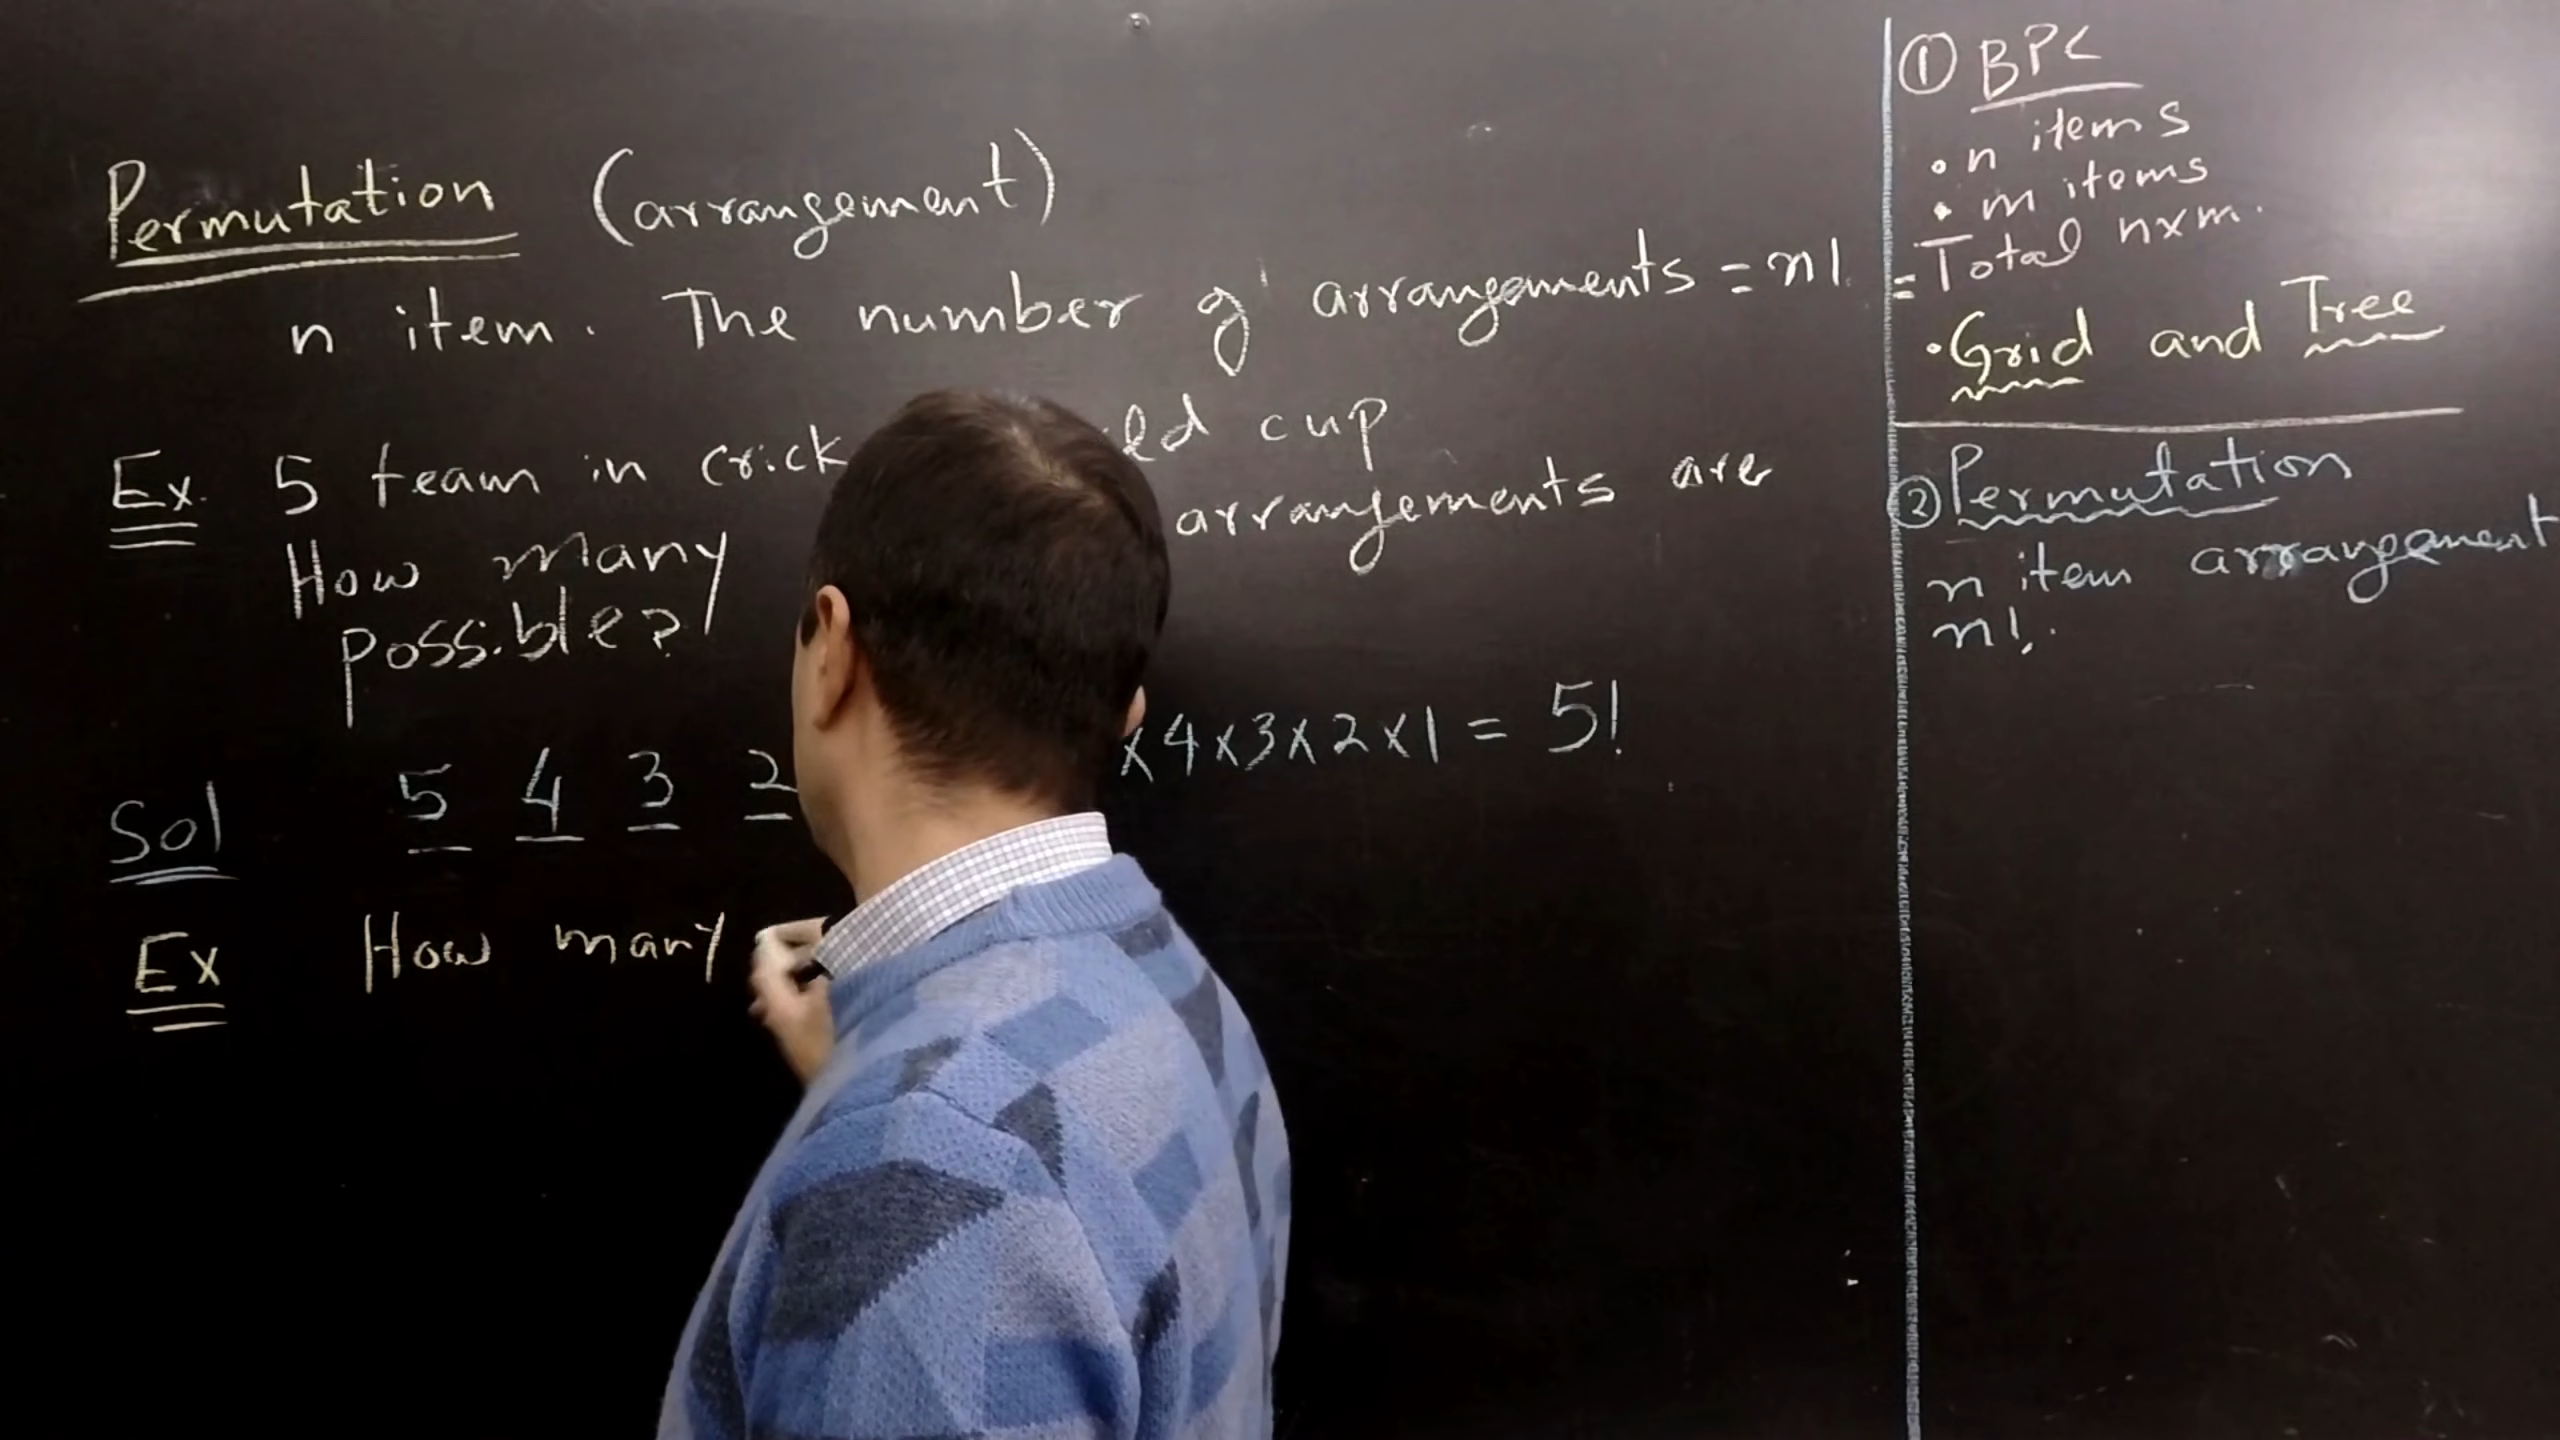 Permutation (arrangement)
n item. The number of arrangements = n!
Ex. 5 team in cup
How many arrangements are
possible?
Sol 5 4 3 2 x4x3x2x1 = 5!
Ex How many
① BPC
• n items
• m items
= Total nxm.
• Grid and Tree
② Permutation
n item arrangement
n!.